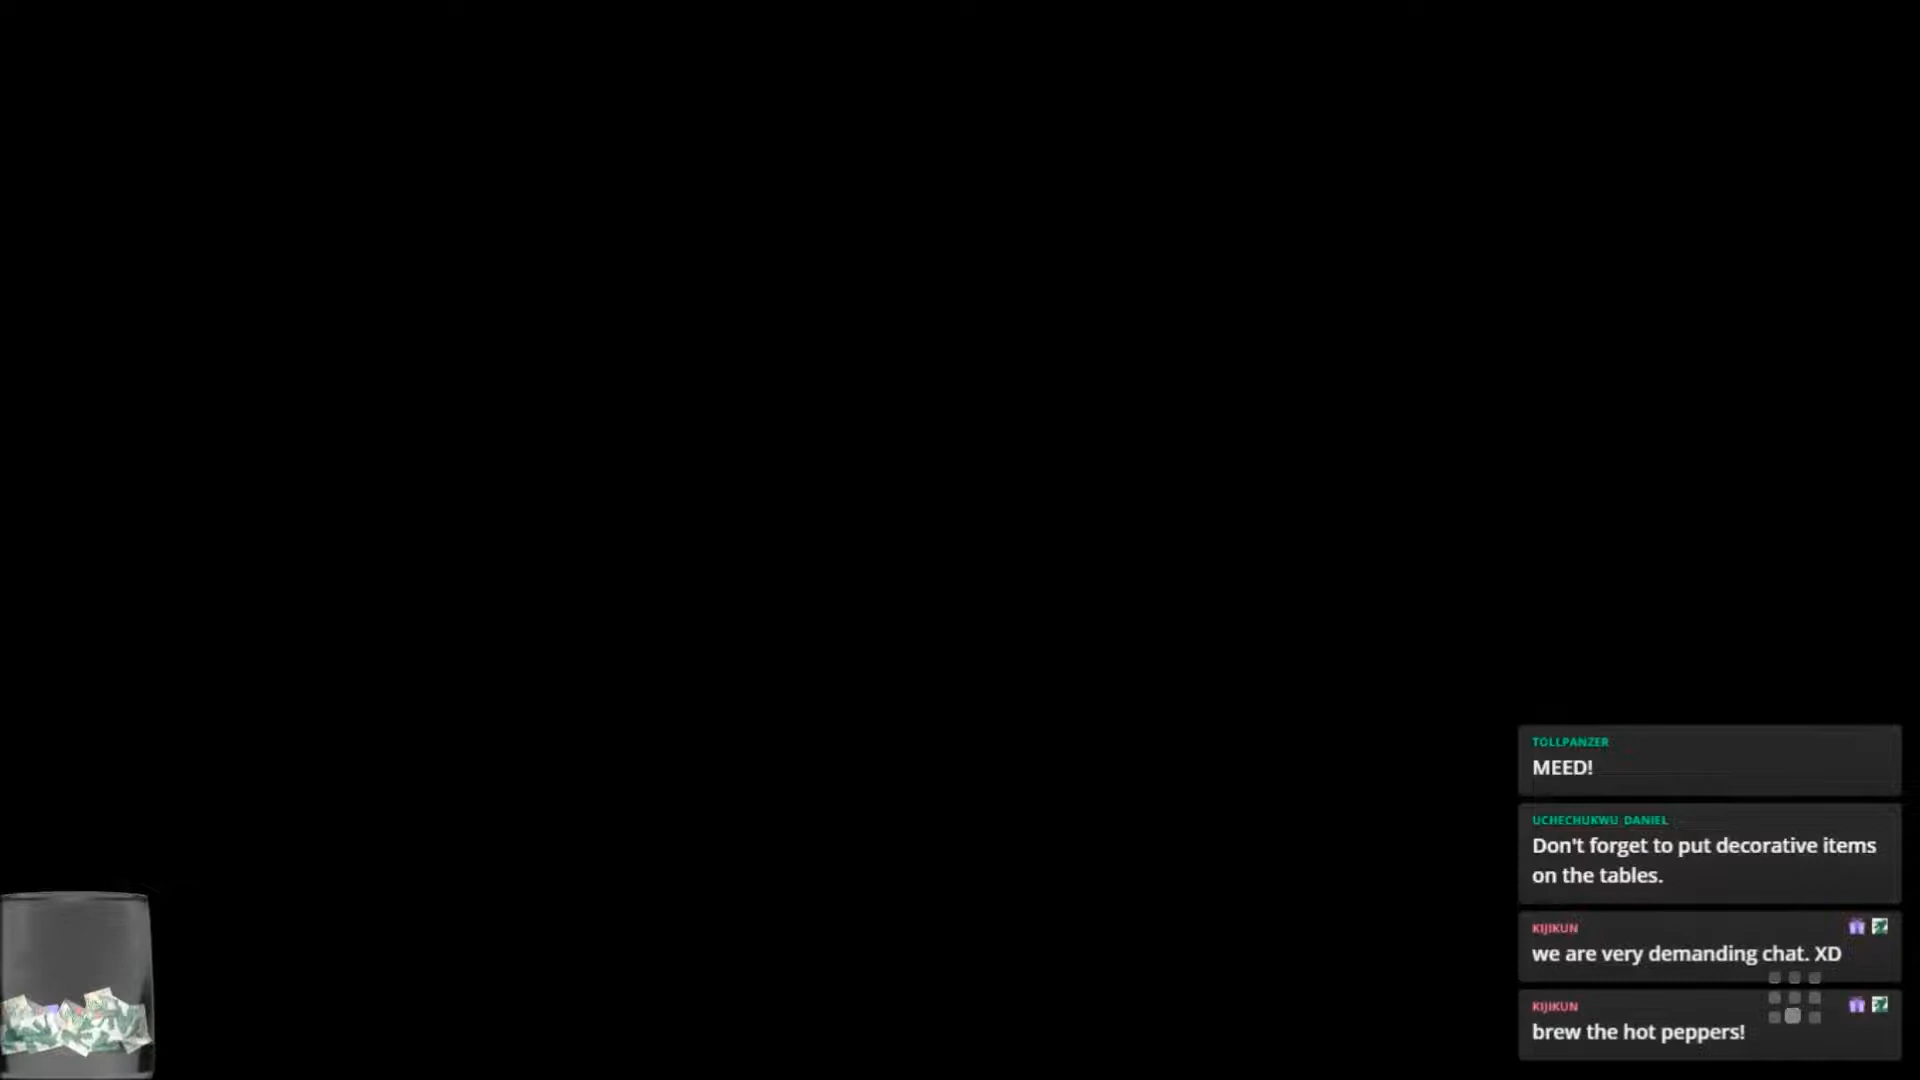 TOLLPANZER
MEED!
UCHECHUKWU_DANIEL
Don't forget to put decorative items
on the tables.
KIJIKUN
we are very demanding chat. XD
KIJIKUN
brew the hot peppers!